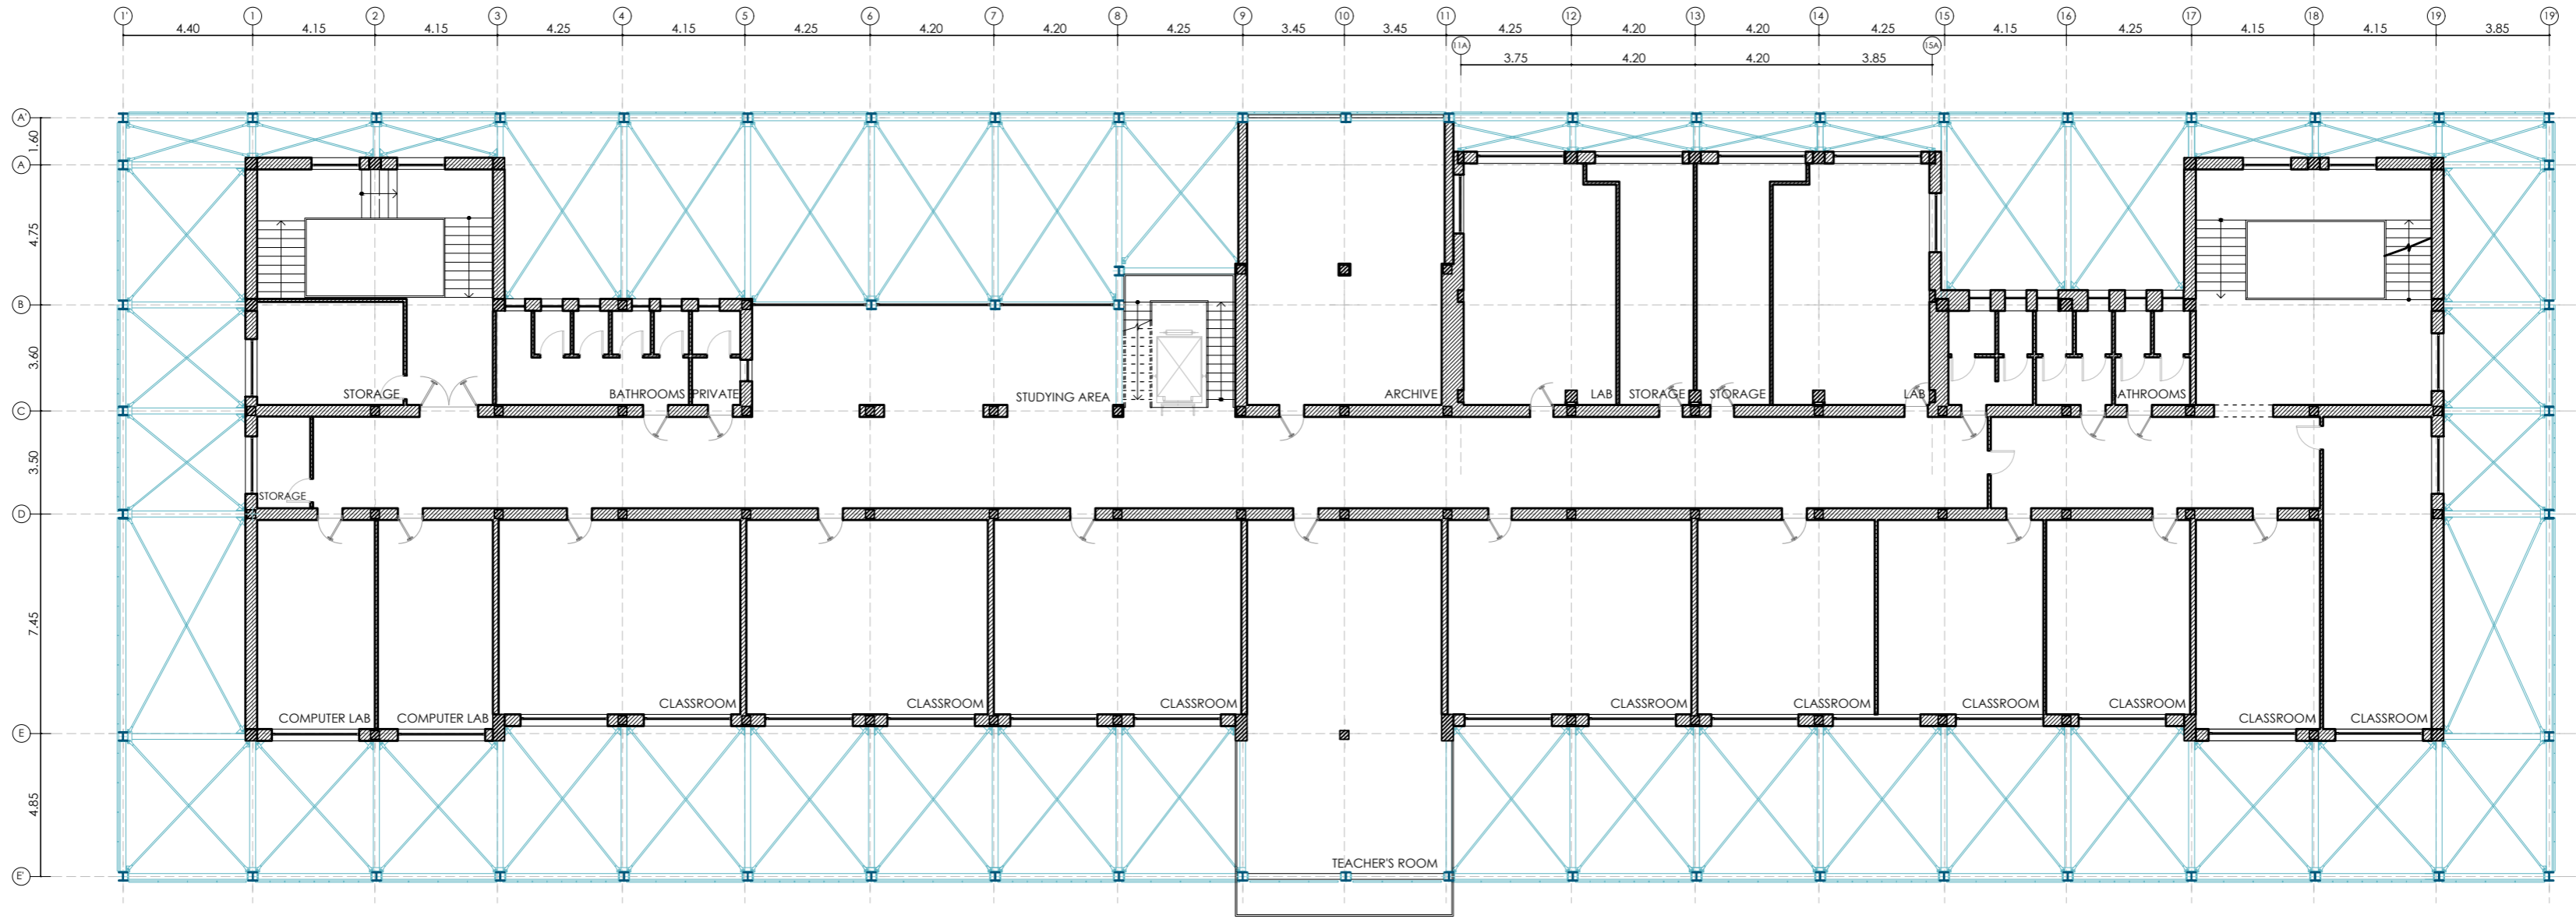 1' 1 2 3 4 5 6 7 8 9 10 11 12 13 14 15 16 17 18 19 19'
4.40 4.15 4.15 4.25 4.15 4.25 4.20 4.20 4.25 3.45 3.45 4.25 4.20 4.20 4.25 4.15 4.25 4.15 4.15 3.85
11A 15A
3.75 4.20 4.20 3.85
A'
1.60
A
4.75
B
3.60
STORAGE BATHROOMS PRIVATE STUDYING AREA ARCHIVE LAB STORAGE STORAGE LAB ATHROOMS
C
3.50
STORAGE
D
7.45
COMPUTER LAB COMPUTER LAB CLASSROOM CLASSROOM CLASSROOM CLASSROOM CLASSROOM CLASSROOM CLASSROOM CLASSROOM
E
4.85
TEACHER'S ROOM
E'